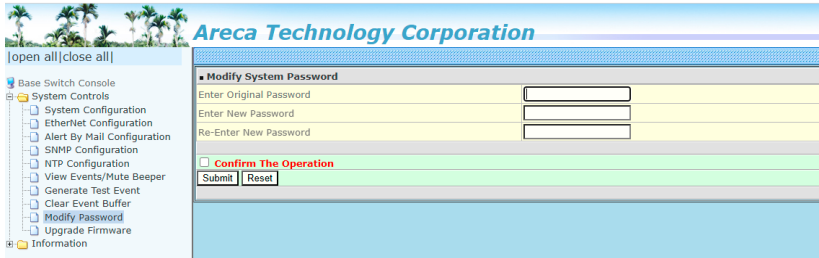 Areca Technology Corporation
|open all|close all|
Base Switch Console
System Controls
System Configuration
EtherNet Configuration
Alert By Mail Configuration
SNMP Configuration
NTP Configuration
View Events/Mute Beeper
Generate Test Event
Clear Event Buffer
Modify Password
Upgrade Firmware
Information
Modify System Password
Enter Original Password
Enter New Password
Re-Enter New Password
Confirm The Operation
Submit Reset